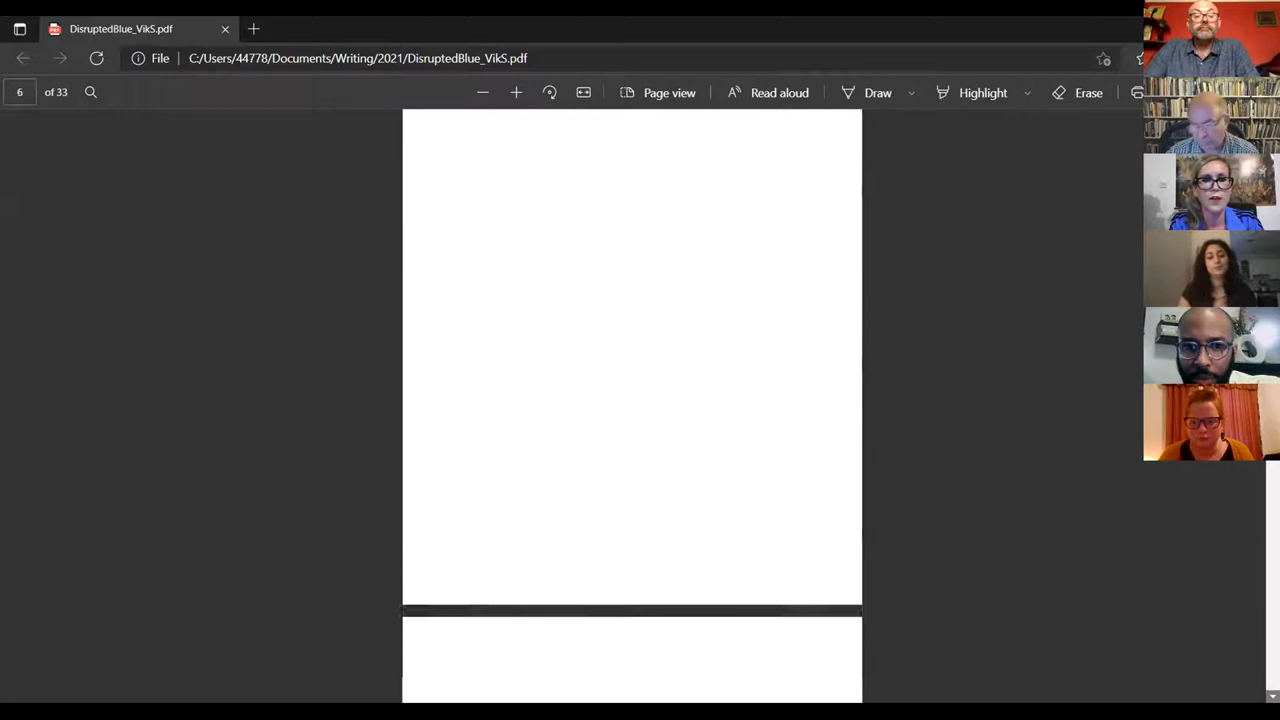 DisruptedBlue_VikS.pdf
File C:/Users/44778/Documents/Writing/2021/DisruptedBlue_VikS.pdf
6 of 33 Page view Read aloud Draw Highlight Erase